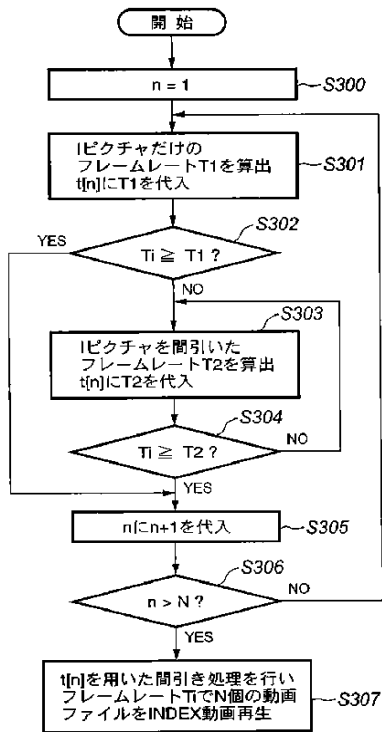 開 始
n = 1
S300
Iピクチャだけの
フレームレートT1を算出
t[n]にT1を代入
S301
S302
YES
Ti ≧ T1 ?
NO
S303
Iピクチャを間引いた
フレームレートT2を算出
t[n]にT2を代入
S304
Ti ≧ T2 ?
NO
YES
nにn+1を代入
S305
S306
n > N ?
NO
YES
t[n]を用いた間引き処理を行い
フレームレートTiでN個の動画
ファイルをINDEX動画再生
S307